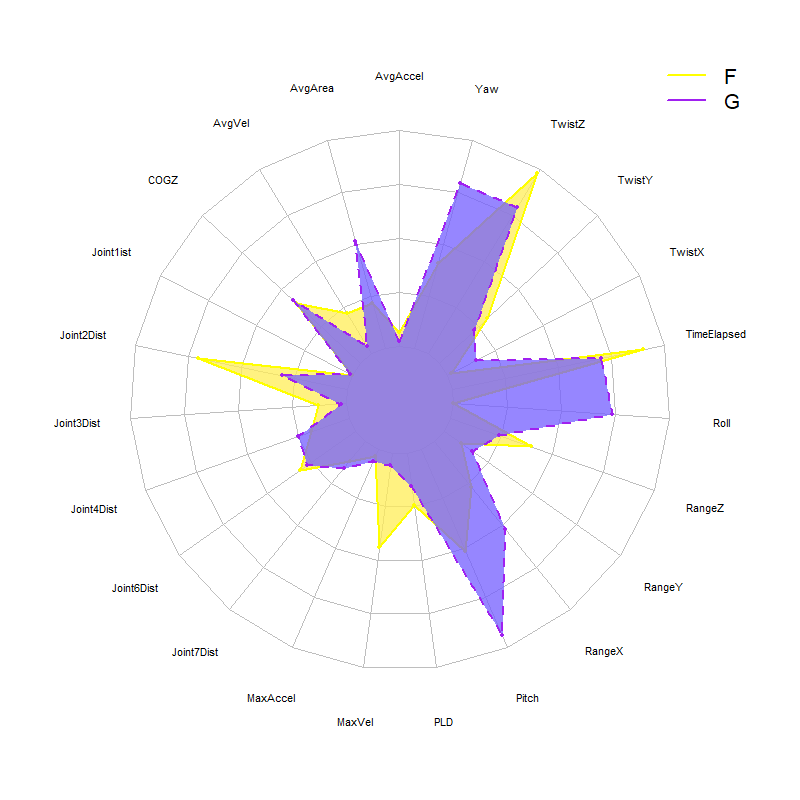 F
G
AvgAccel
AvgArea
Yaw
AvgVel
TwistZ
COGZ
TwistY
Joint1ist
TwistX
Joint2Dist
TimeElapsed
Joint3Dist
Roll
Joint4Dist
RangeZ
Joint6Dist
RangeY
Joint7Dist
RangeX
MaxAccel
Pitch
MaxVel
PLD